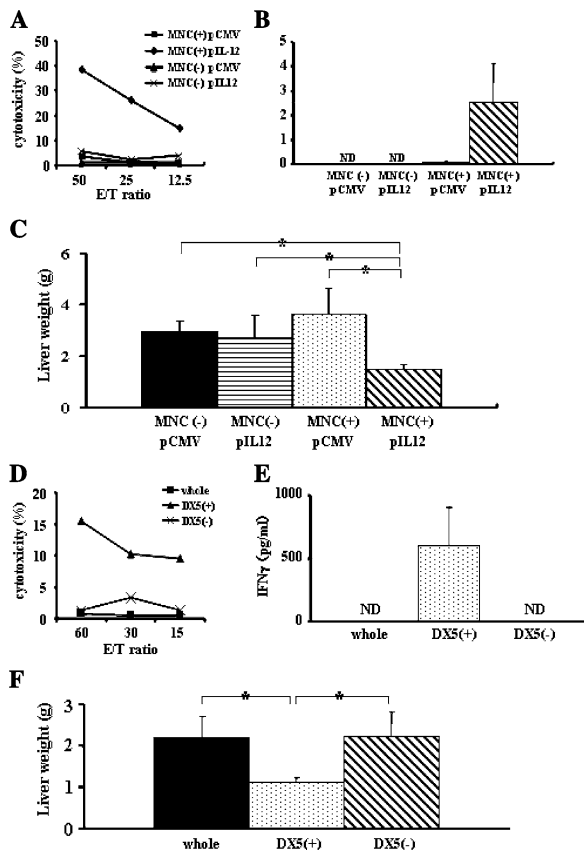 A
cytotoxicity (%)
50
40
30
20
10
0
50
25
12.5
E/T ratio
MNC(+)pCMV
MNC(+)pIL-12
MNC(-) pCMV
MNC(-) pIL12
B
5
4
3
2
1
0
ND
ND
MNC (-) MNC(-) MNC(+) MNC(+)
pCMV pIL12 pCMV pIL12
C
Liver weight (g)
6
4
2
0
*
*
*
MNC (-) MNC(-) MNC(+) MNC(+)
pCMV pIL12 pCMV pIL12
D
cytotoxicity (%)
20
15
10
5
0
60
30
15
E/T ratio
whole
DX5(+)
DX5(-)
E
IFNγ (pg/ml)
1000
500
0
ND
ND
whole DX5(+) DX5(-)
F
Liver weight (g)
3
2
1
0
*
*
whole DX5(+) DX5(-)